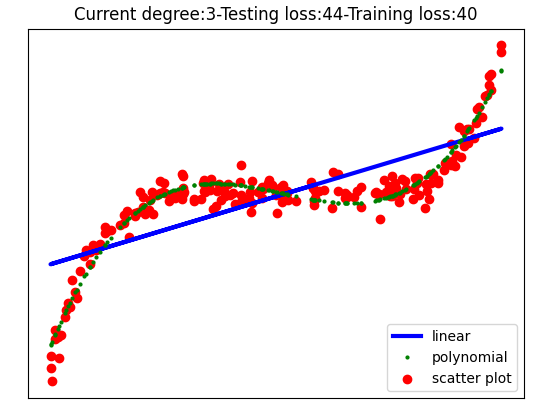 Current degree:3-Testing loss:44-Training loss:40
linear
polynomial
scatter plot